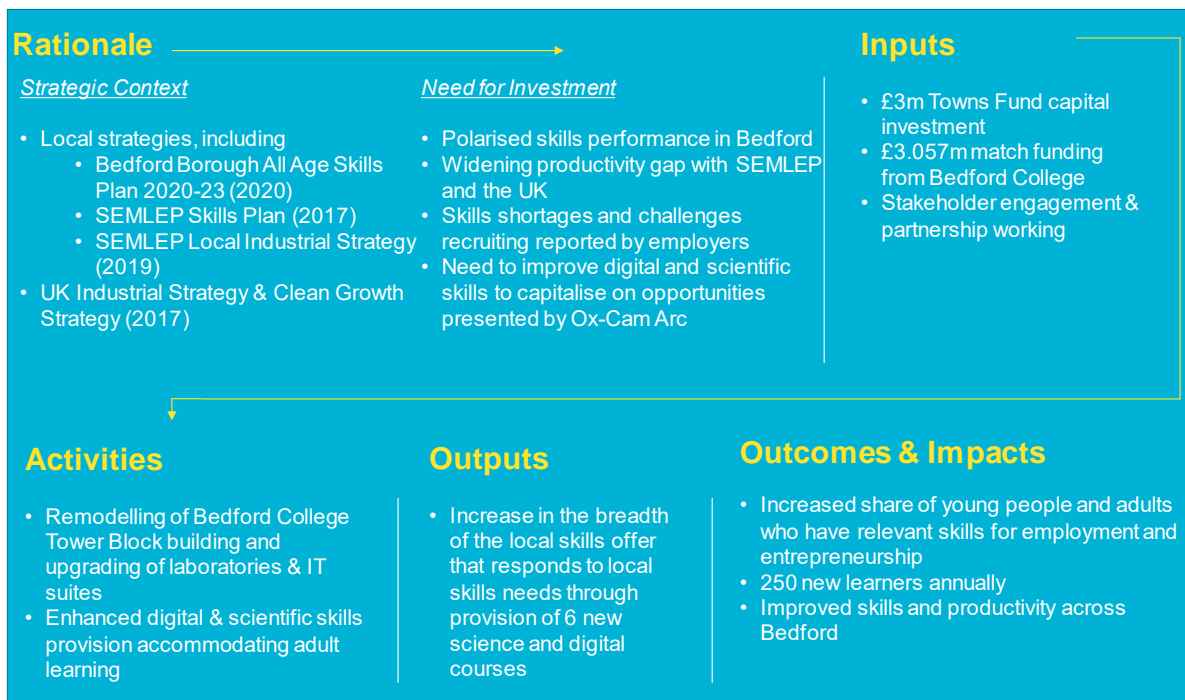 Rationale
Strategic Context
• Local strategies, including
• Bedford Borough All Age Skills
Plan 2020-23 (2020)
• SEMLEP Skills Plan (2017)
• SEMLEP Local Industrial Strategy
(2019)
• UK Industrial Strategy & Clean Growth
Strategy (2017)
Need for Investment
• Polarised skills performance in Bedford
• Widening productivity gap with SEMLEP
and the UK
• Skills shortages and challenges
recruiting reported by employers
• Need to improve digital and scientific
skills to capitalise on opportunities
presented by Ox-Cam Arc
Inputs
• £3m Towns Fund capital
investment
• £3.057m match funding
from Bedford College
• Stakeholder engagement &
partnership working
Activities
• Remodelling of Bedford College
Tower Block building and
upgrading of laboratories & IT
suites
• Enhanced digital & scientific skills
provision accommodating adult
learning
Outputs
• Increase in the breadth
of the local skills offer
that responds to local
skills needs through
provision of 6 new
science and digital
courses
Outcomes & Impacts
• Increased share of young people and adults
who have relevant skills for employment and
entrepreneurship
• 250 new learners annually
• Improved skills and productivity across
Bedford